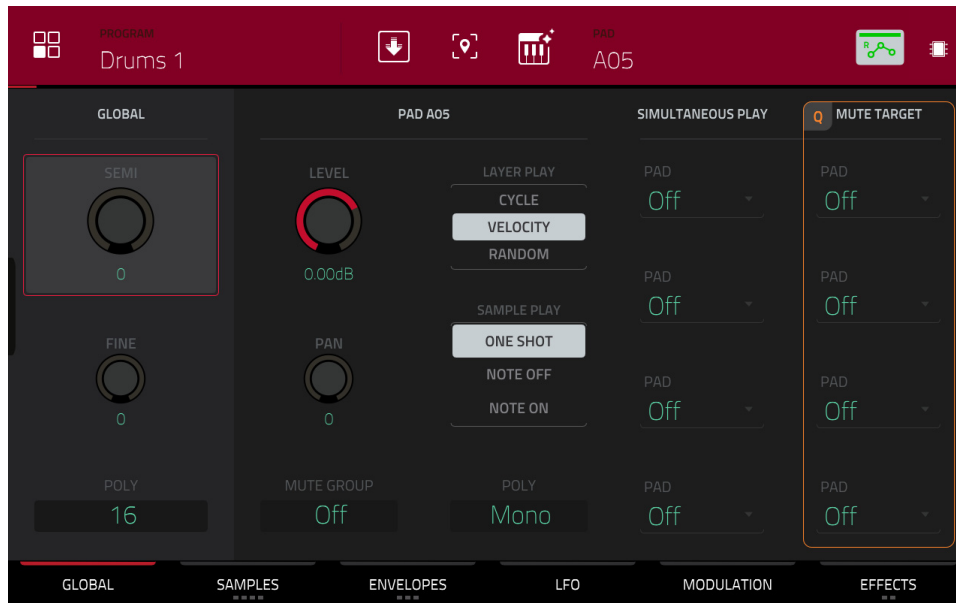 PROGRAM
Drums 1
PAD
A05
R
GLOBAL
PAD A05
SIMULTANEOUS PLAY
Q MUTE TARGET
SEMI
0
FINE
0
POLY
16
LEVEL
0.00dB
PAN
0
MUTE GROUP
Off
LAYER PLAY
CYCLE
VELOCITY
RANDOM
SAMPLE PLAY
ONE SHOT
NOTE OFF
NOTE ON
POLY
Mono
PAD
Off
PAD
Off
PAD
Off
PAD
Off
PAD
Off
PAD
Off
PAD
Off
PAD
Off
GLOBAL
SAMPLES
ENVELOPES
LFO
MODULATION
EFFECTS